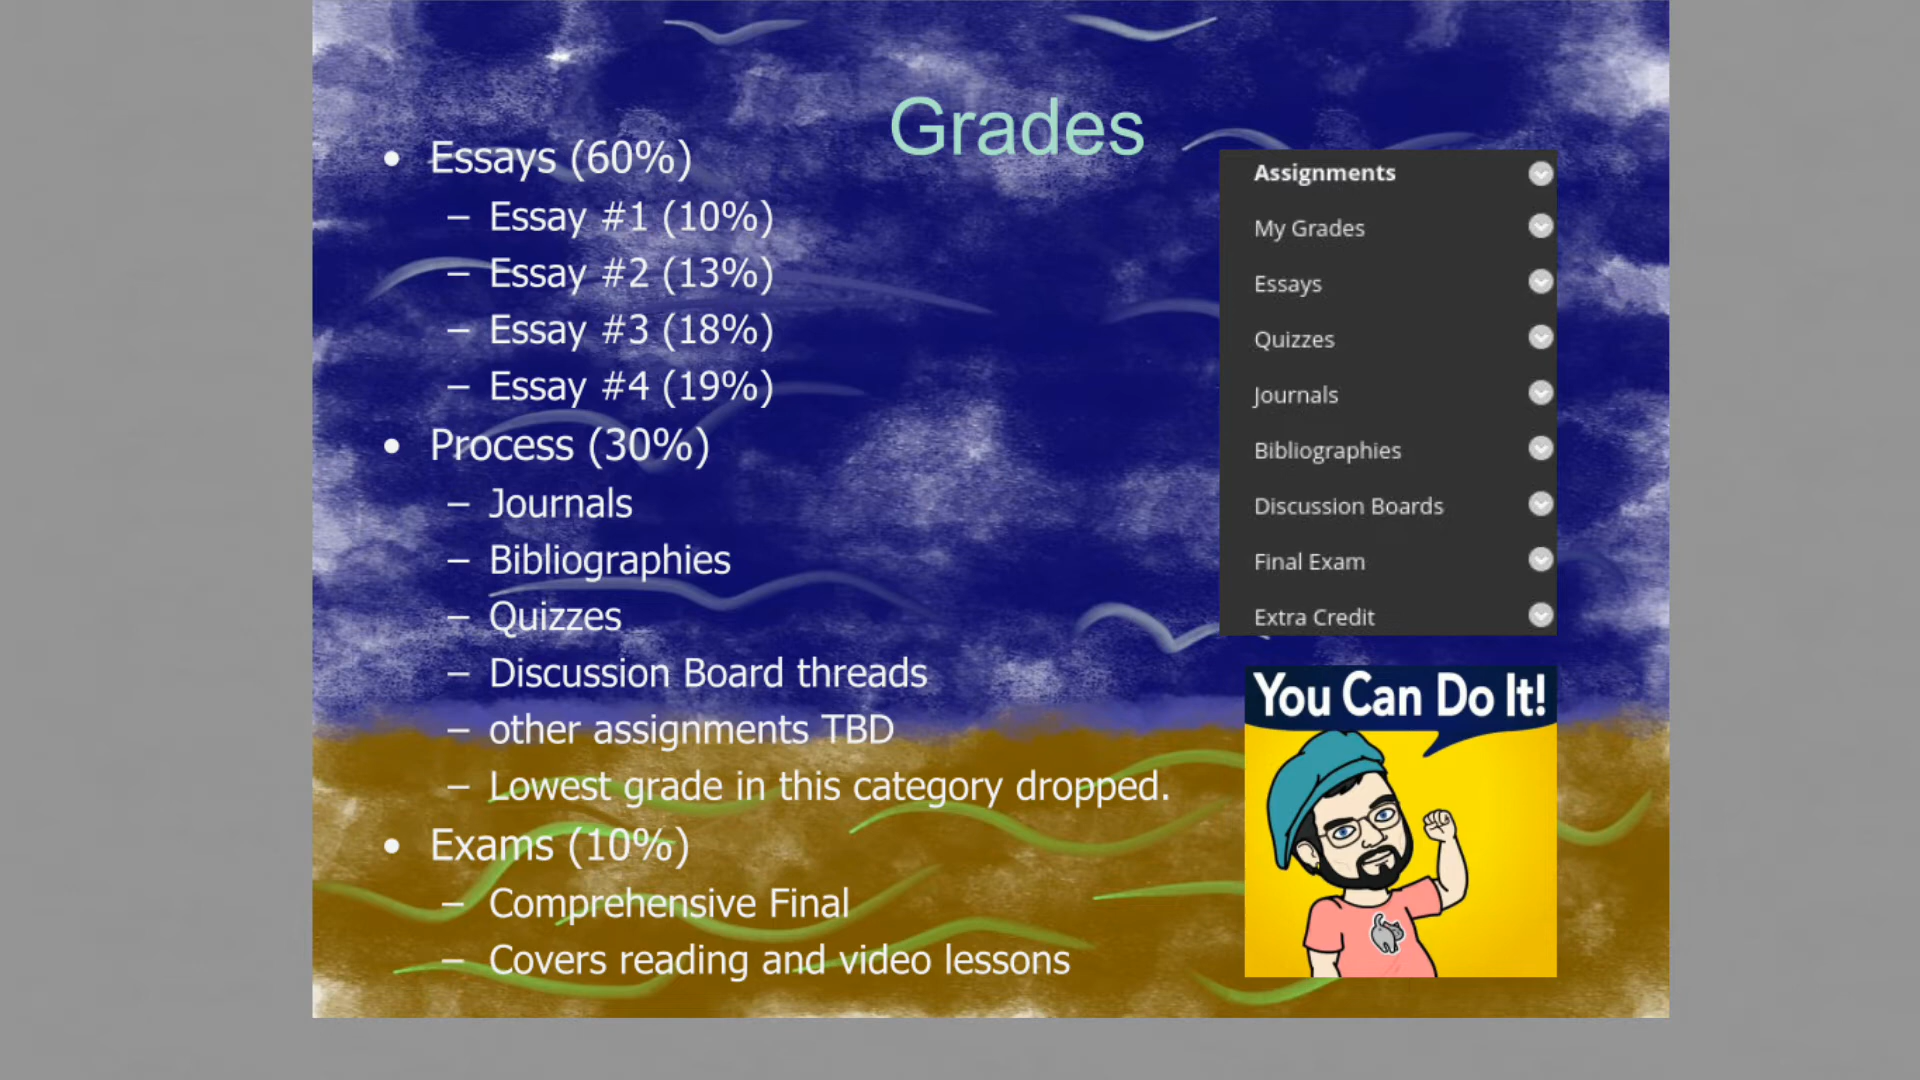 Grades
• Essays (60%)
– Essay #1 (10%)
– Essay #2 (13%)
– Essay #3 (18%)
– Essay #4 (19%)
• Process (30%)
– Journals
– Bibliographies
– Quizzes
– Discussion Board threads
– other assignments TBD
– Lowest grade in this category dropped.
• Exams (10%)
– Comprehensive Final
– Covers reading and video lessons
Assignments
My Grades
Essays
Quizzes
Journals
Bibliographies
Discussion Boards
Final Exam
Extra Credit
You Can Do It!